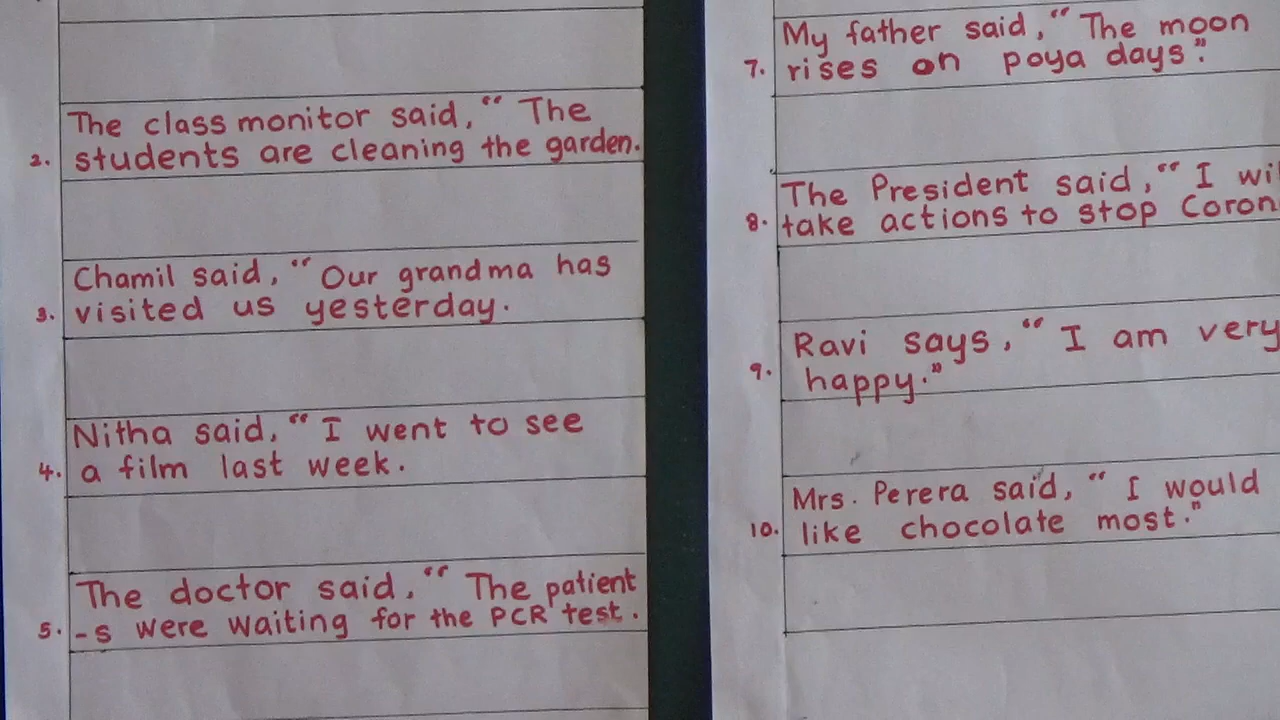 The class monitor said, “ The
2. students are cleaning the garden.
Chamil said, “ Our grandma has
3. visited us yesterday.
Nitha said, “ I went to see
4. a film last week.
The doctor said, “ The patient
5. -s were waiting for the PCR test.
My father said, “ The moon
7. rises on poya days”.
The President said, “ I
8. take actions to stop
Ravi says, “ I am very
9. happy.”
Mrs. Perera said, “ I would
10. like chocolate most.”